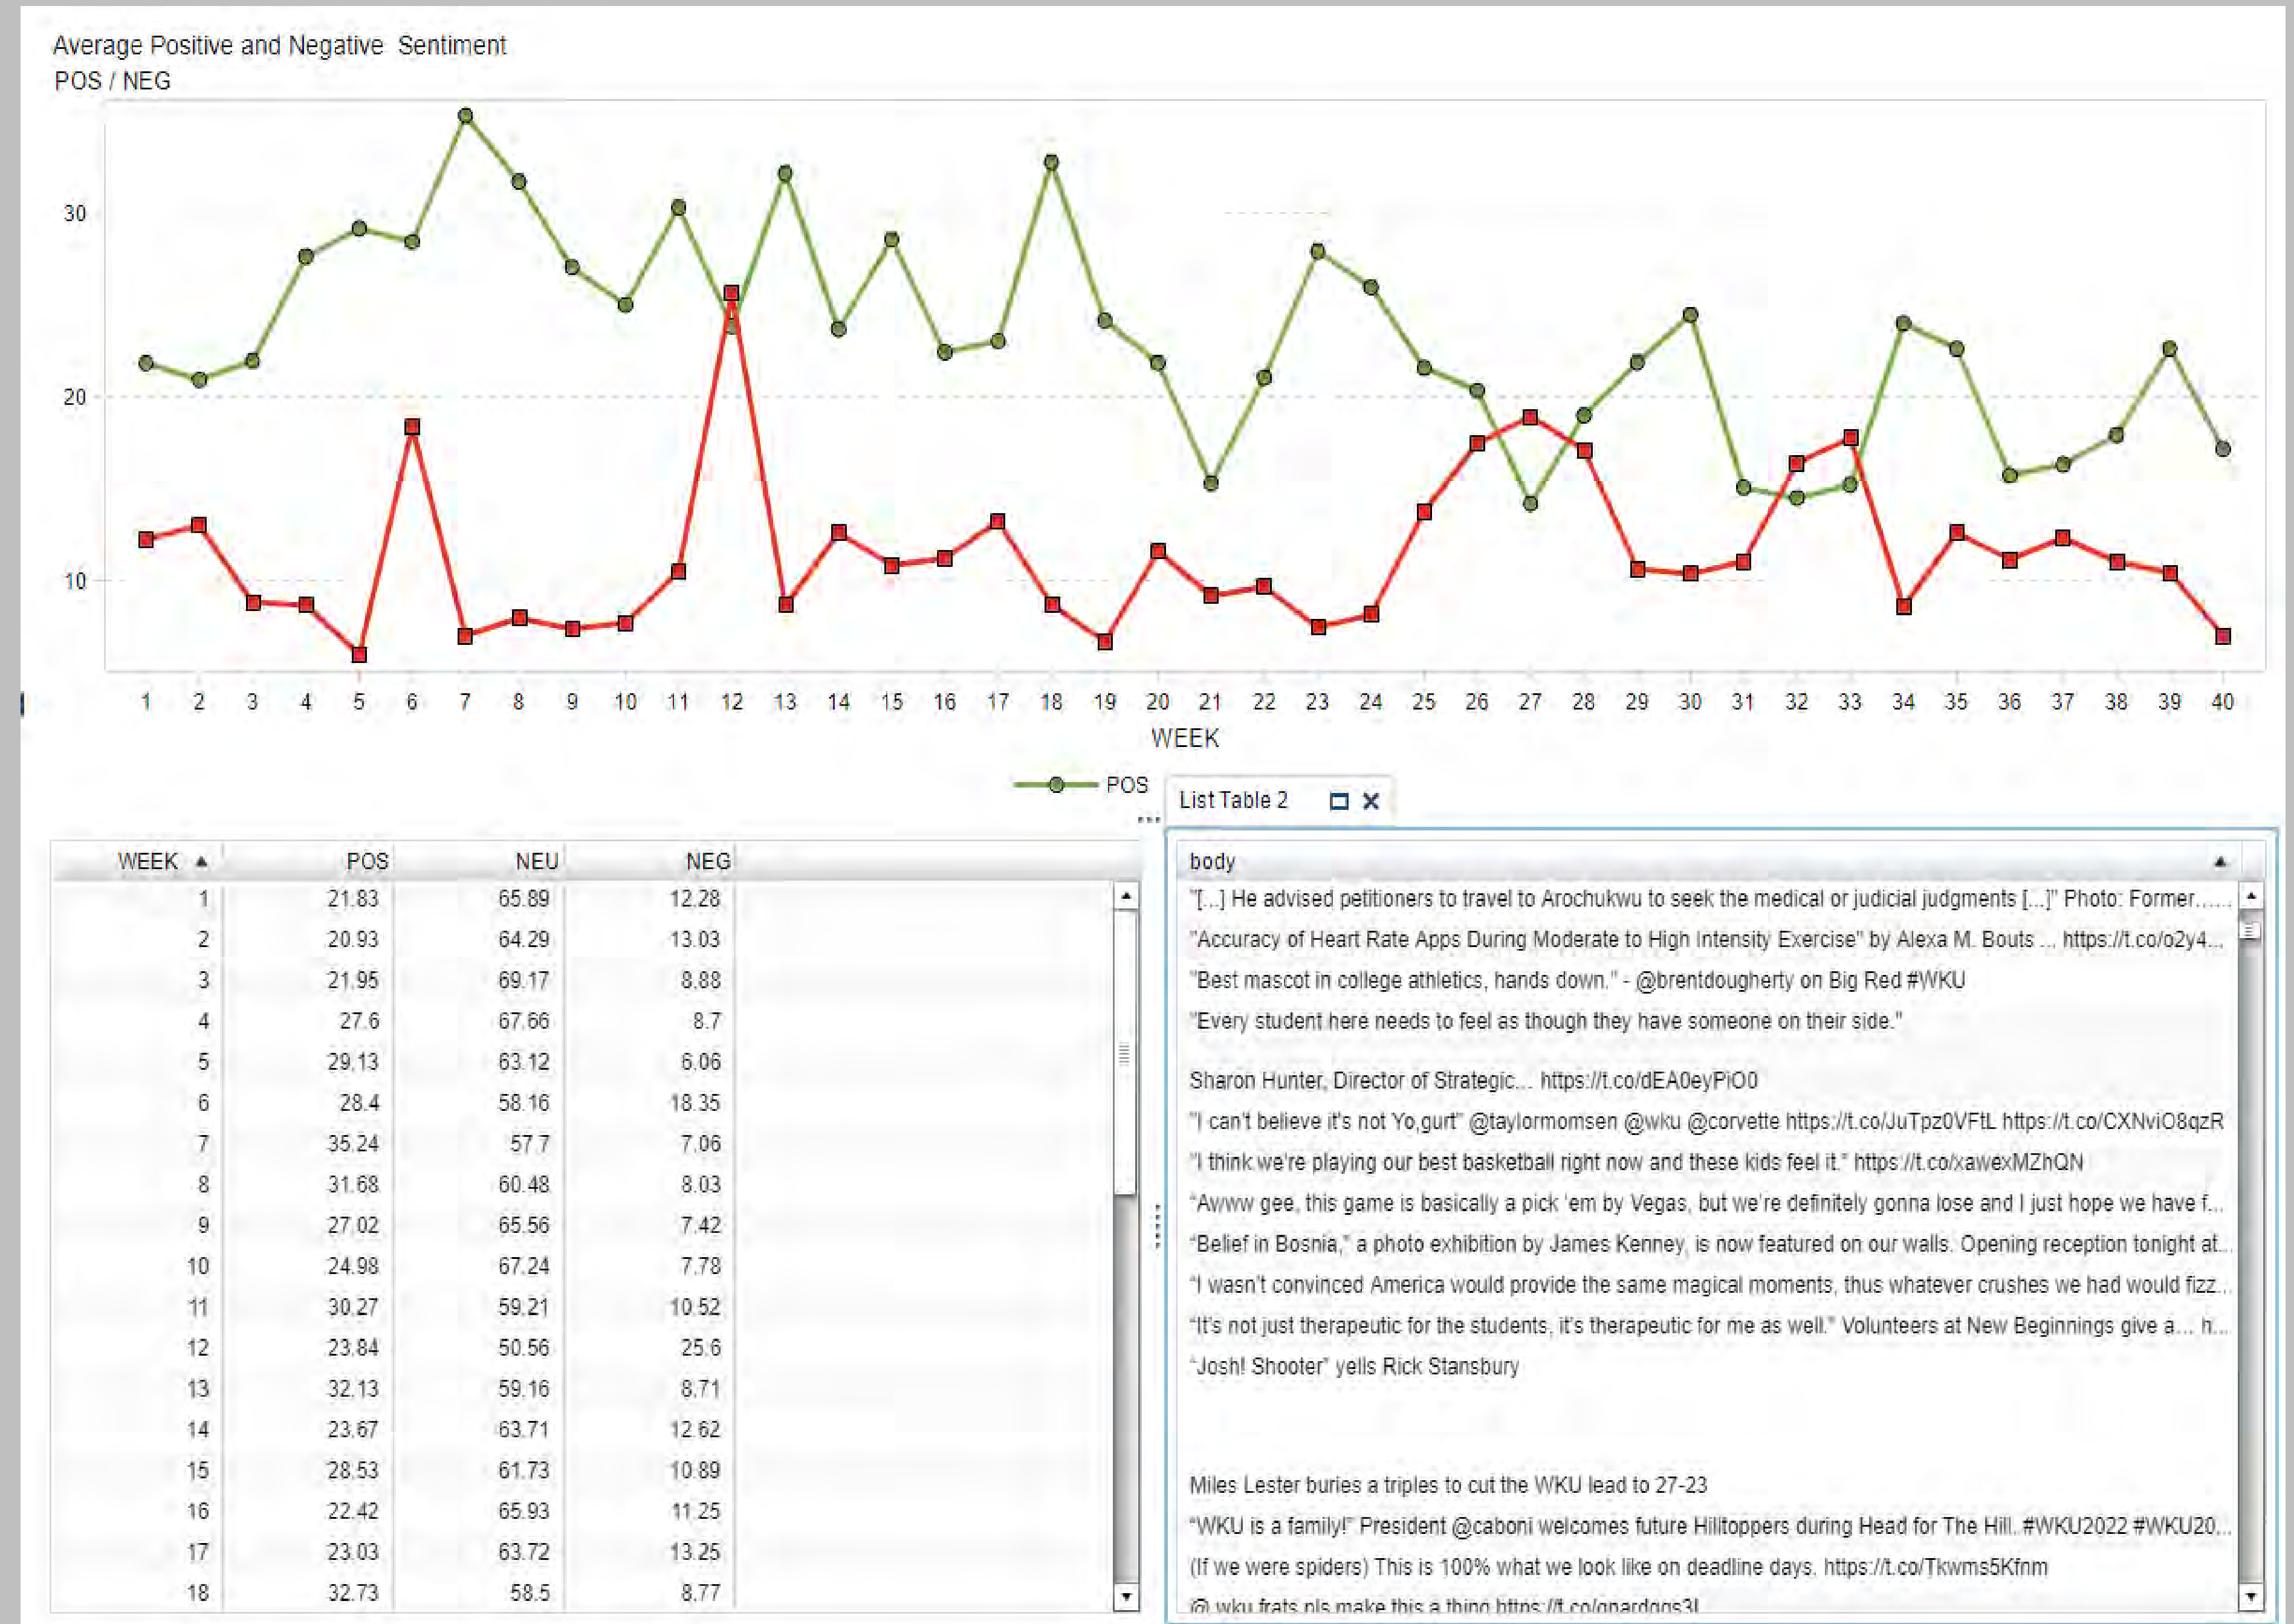 Average Positive and Negative Sentiment
POS / NEG
30
20
10
1 2 3 4 5 6 7 8 9 10 11 12 13 14 15 16 17 18 19 20 21 22 23 24 25 26 27 28 29 30 31 32 33 34 35 36 37 38 39 40
WEEK
POS
List Table 2
WEEK POS NEU NEG
1 21.83 65.89 12.28
2 20.93 64.29 13.03
3 21.95 69.17 8.88
4 27.6 67.66 8.7
5 29.13 63.12 6.06
6 28.4 58.16 18.35
7 35.24 57.7 7.06
8 31.68 60.48 8.03
9 27.02 65.56 7.42
10 24.98 67.24 7.78
11 30.27 59.21 10.52
12 23.84 50.56 25.6
13 32.13 59.16 8.71
14 23.67 63.71 12.62
15 28.53 61.73 10.89
16 22.42 65.93 11.25
17 23.03 63.72 13.25
18 32.73 58.5 8.77
body
"[...] He advised petitioners to travel to Arochukwu to seek the medical or judicial judgments [...]" Photo: Former......
"Accuracy of Heart Rate Apps During Moderate to High Intensity Exercise" by Alexa M. Bouts ... https://t.co/o2y4...
"Best mascot in college athletics, hands down." - @brentdougherty on Big Red #WKU
"Every student here needs to feel as though they have someone on their side."
Sharon Hunter, Director of Strategic... https://t.co/dEA0eyPiO0
"I can't believe it's not Yo,gurt" @taylormomsen @wku @corvette https://t.co/JuTpz0VFtL https://t.co/CXNviO8qzR
"I think we're playing our best basketball right now and these kids feel it." https://t.co/xawexMZhQN
“Awww gee, this game is basically a pick ‘em by Vegas, but we’re definitely gonna lose and I just hope we have f...
“Belief in Bosnia,” a photo exhibition by James Kenney, is now featured on our walls. Opening reception tonight at...
“I wasn’t convinced America would provide the same magical moments, thus whatever crushes we had would fizz...
“It’s not just therapeutic for the students, it’s therapeutic for me as well.” Volunteers at New Beginnings give a... h...
“Josh! Shooter” yells Rick Stansbury
Miles Lester buries a triples to cut the WKU lead to 27-23
“WKU is a family!” President @caboni welcomes future Hilltoppers during Head for The Hill. #WKU2022 #WKU20...
(If we were spiders) This is 100% what we look like on deadline days. https://t.co/Tkwms5Kfnm
@ wku frats pls make this a thing